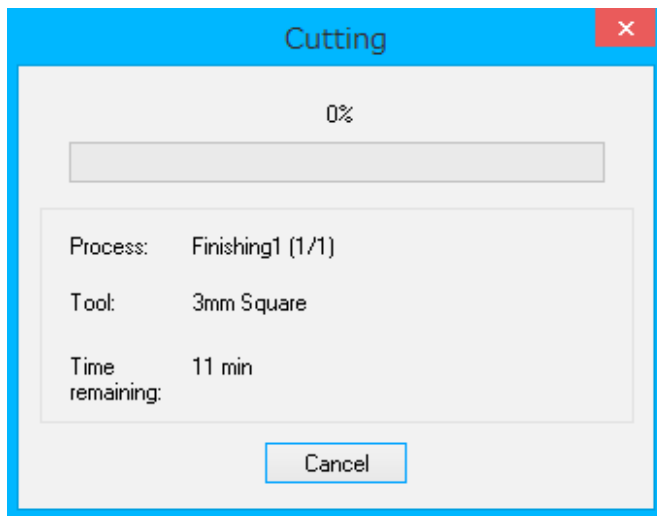 Cutting
0%
Process: Finishing1 (1/1)
Tool: 3mm Square
Time remaining: 11 min
Cancel